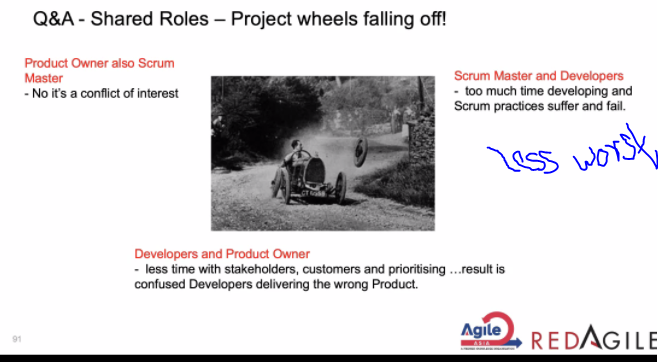 Q&A - Shared Roles – Project wheels falling off!
Product Owner also Scrum
Master
- No it's a conflict of interest
Scrum Master and Developers
- too much time developing and
Scrum practices suffer and fail.
less worst
Developers and Product Owner
- less time with stakeholders, customers and prioritising …result is
confused Developers delivering the wrong Product.
91
Agile
ASIA
REDAGILE